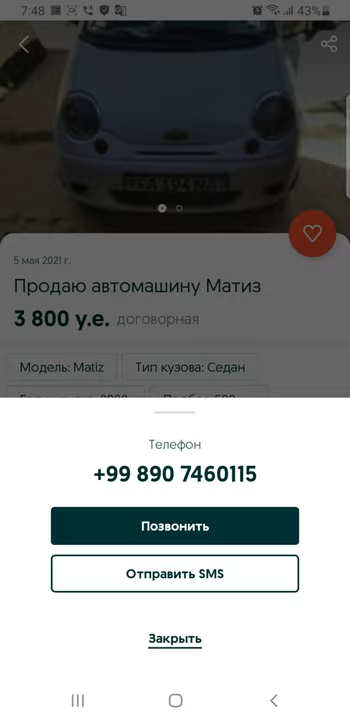 7:48
43%
5 мая 2021 г.
Продаю автомашину Матиз
3 800 у.е. договорная
Модель: Matiz
Тип кузова: Седан
Телефон
+99 890 7460115
Позвонить
Отправить SMS
Закрыть